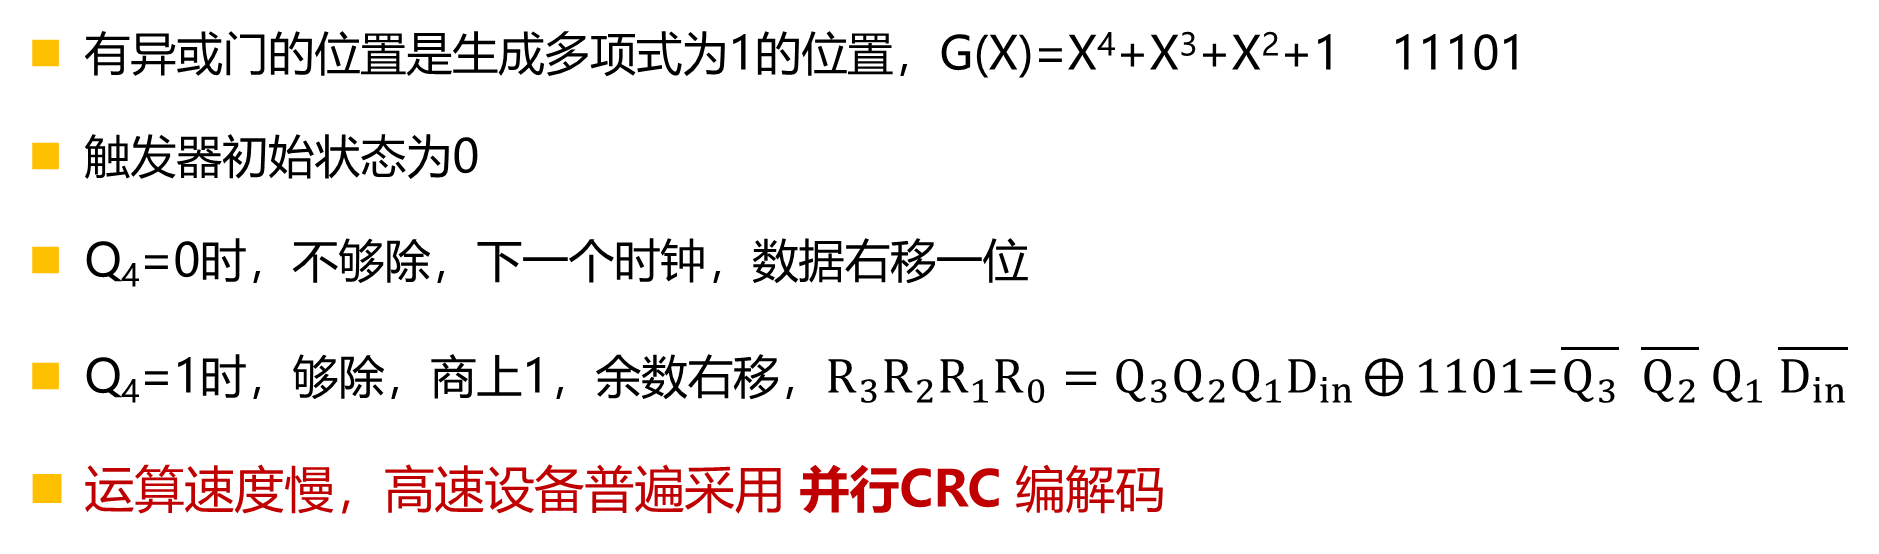 有异或门的位置是生成多项式为1的位置，G(X)=X⁴+X³+X²+1 11101
触发器初始状态为0
Q₄=0时，不够除，下一个时钟，数据右移一位
Q₄=1时，够除，商上1，余数右移，R₃R₂R₁R₀ = Q₃Q₂Q₁Dᵢₙ⊕1101=Q̅₃ Q̅₂ Q₁ D̅ᵢₙ
运算速度慢，高速设备普遍采用 并行CRC 编解码